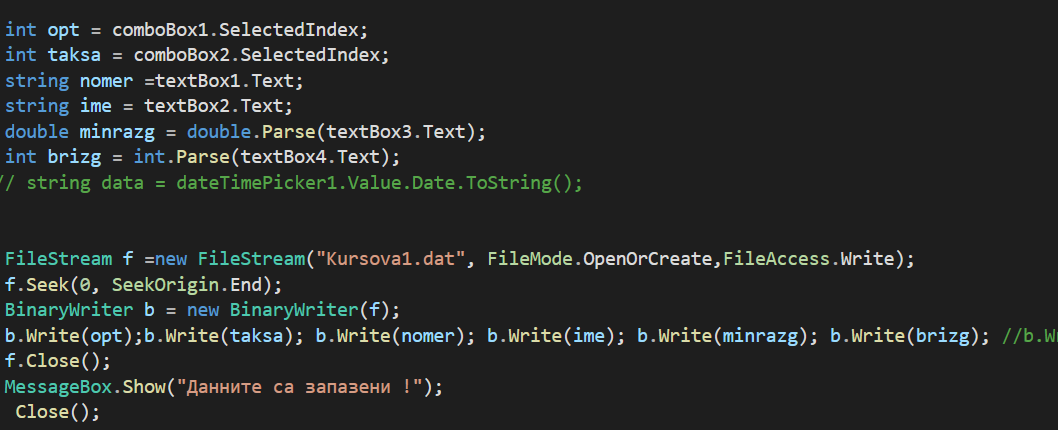 int opt = comboBox1.SelectedIndex;
int taksa = comboBox2.SelectedIndex;
string nomer =textBox1.Text;
string ime = textBox2.Text;
double minrazg = double.Parse(textBox3.Text);
int brizg = int.Parse(textBox4.Text);
/ string data = dateTimePicker1.Value.Date.ToString();
FileStream f =new FileStream("Kursova1.dat", FileMode.OpenOrCreate,FileAccess.Write);
f.Seek(0, SeekOrigin.End);
BinaryWriter b = new BinaryWriter(f);
b.Write(opt);b.Write(taksa); b.Write(nomer); b.Write(ime); b.Write(minrazg); b.Write(brizg); //b.W
f.Close();
MessageBox.Show("Данните са запазени !");
Close();